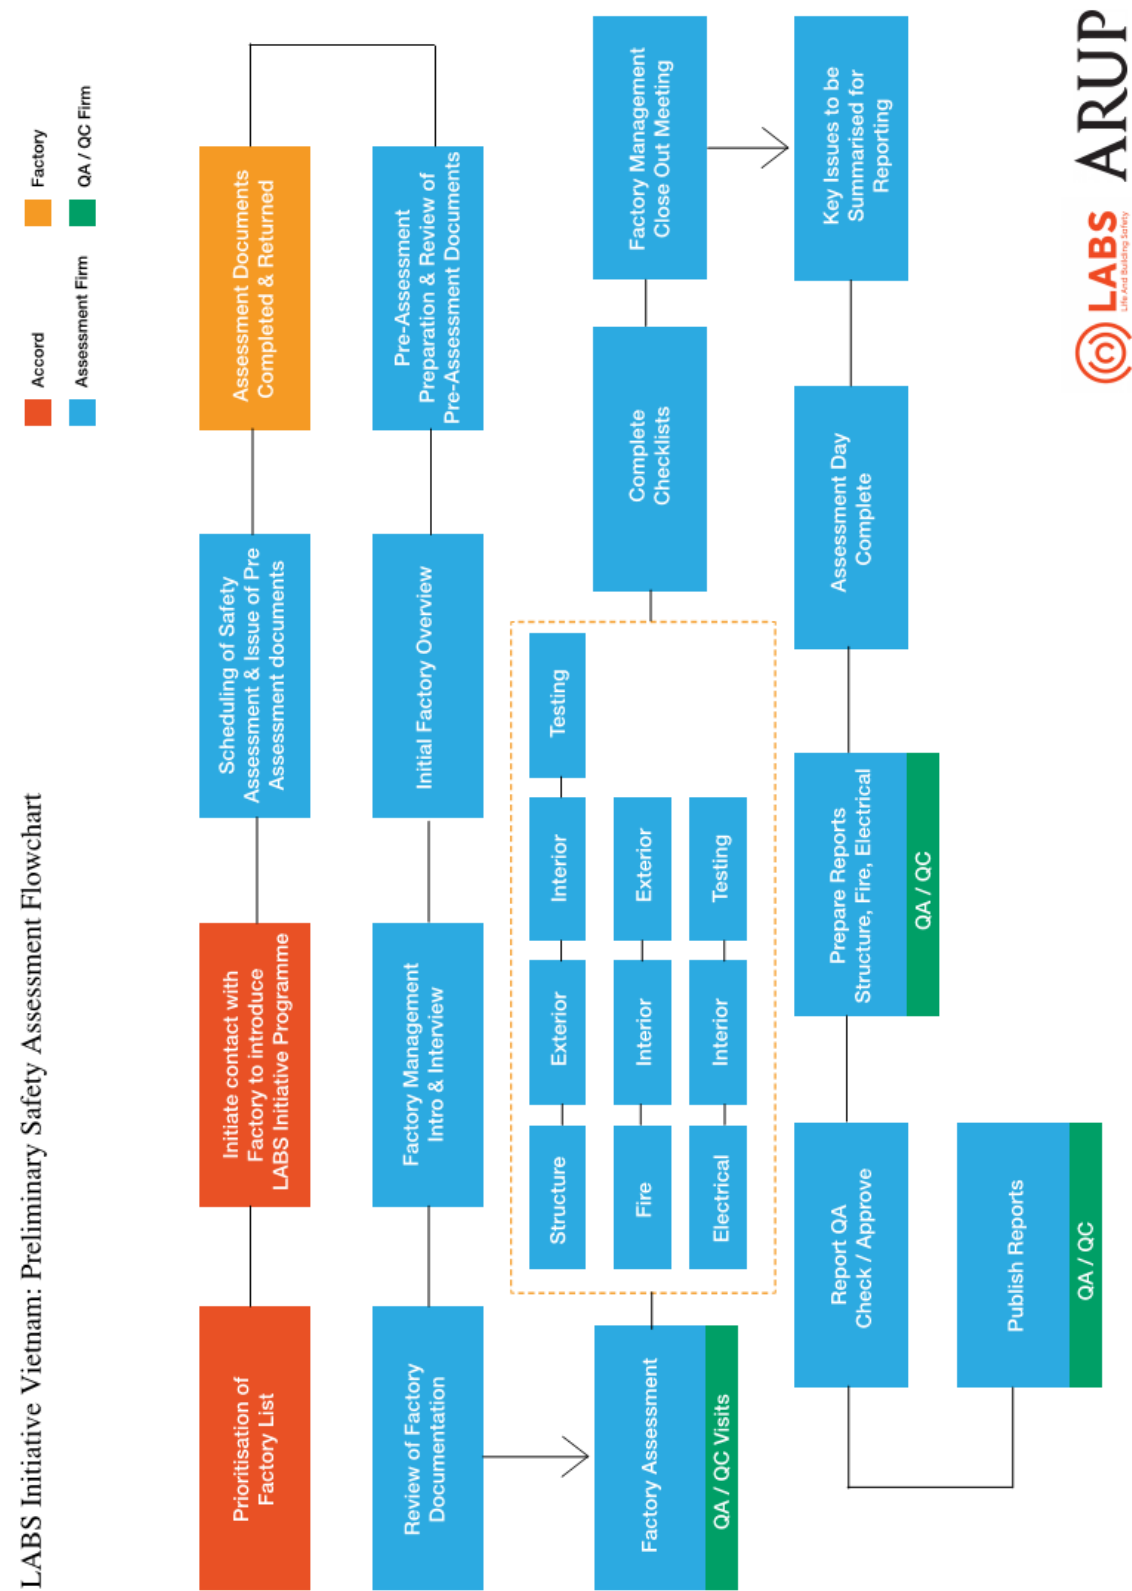 LABS Initiative Vietnam: Preliminary Safety Assessment Flowchart
Accord
Factory
Assessment Firm
QA / QC Firm
Prioritisation of
Factory List
Initiate contact with
Factory to introduce
LABS Initiative Programme
Scheduling of Safety
Assessment & Issue of Pre
Assessment documents
Assessment Documents
Completed & Returned
Pre-Assessment
Preparation & Review of
Pre-Assessment Documents
Initial Factory Overview
Factory Management
Intro & Interview
Review of Factory
Documentation
Factory Assessment
QA / QC Visits
Structure
Exterior
Interior
Testing
Fire
Interior
Exterior
Electrical
Interior
Testing
Complete
Checklists
Factory Management
Close Out Meeting
Key Issues to be
Summarised for
Reporting
Assessment Day
Complete
Prepare Reports
Structure, Fire, Electrical
QA / QC
Report QA
Check / Approve
Publish Reports
QA / QC
LABS
Life And Building Safety
ARUP